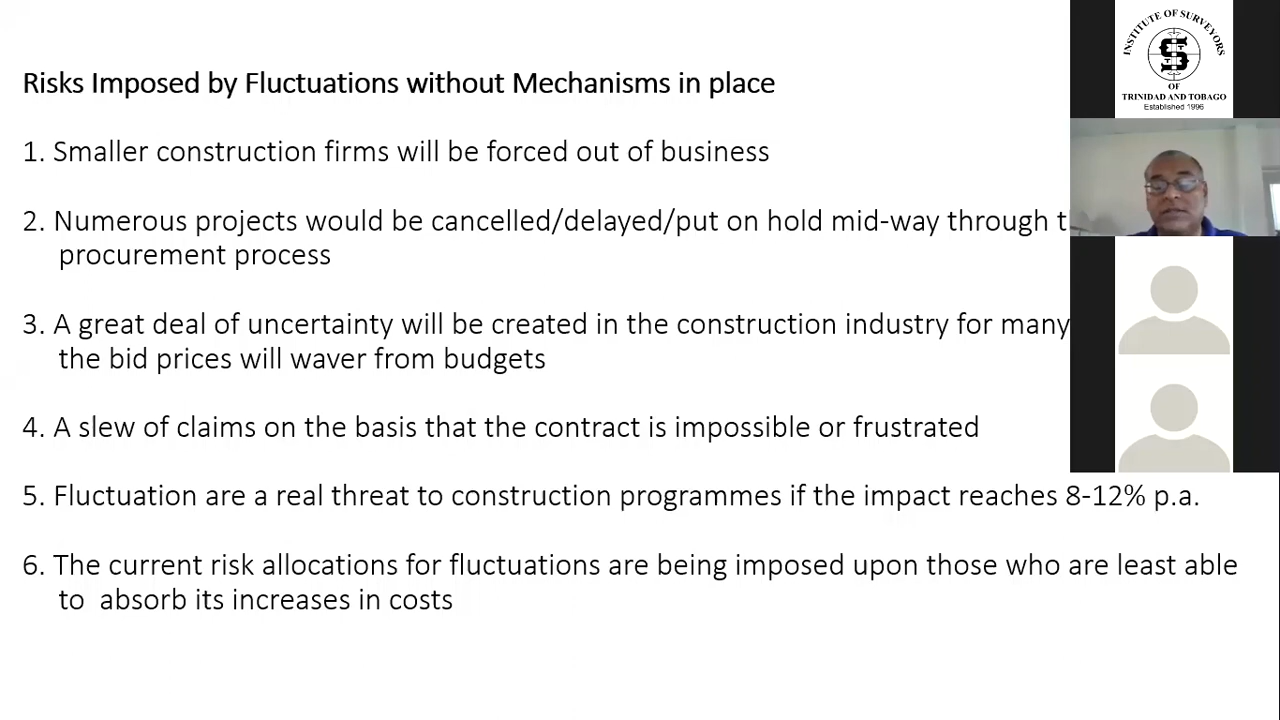 Risks Imposed by Fluctuations without Mechanisms in place
1. Smaller construction firms will be forced out of business
2. Numerous projects would be cancelled/delayed/put on hold mid-way through
procurement process
3. A great deal of uncertainty will be created in the construction industry for many
the bid prices will waver from budgets
4. A slew of claims on the basis that the contract is impossible or frustrated
5. Fluctuation are a real threat to construction programmes if the impact reaches 8-12% p.a.
6. The current risk allocations for fluctuations are being imposed upon those who are least able
to absorb its increases in costs
INSTITUTE OF SURVEYORS
OF
TRINIDAD AND TOBAGO
Established 1996